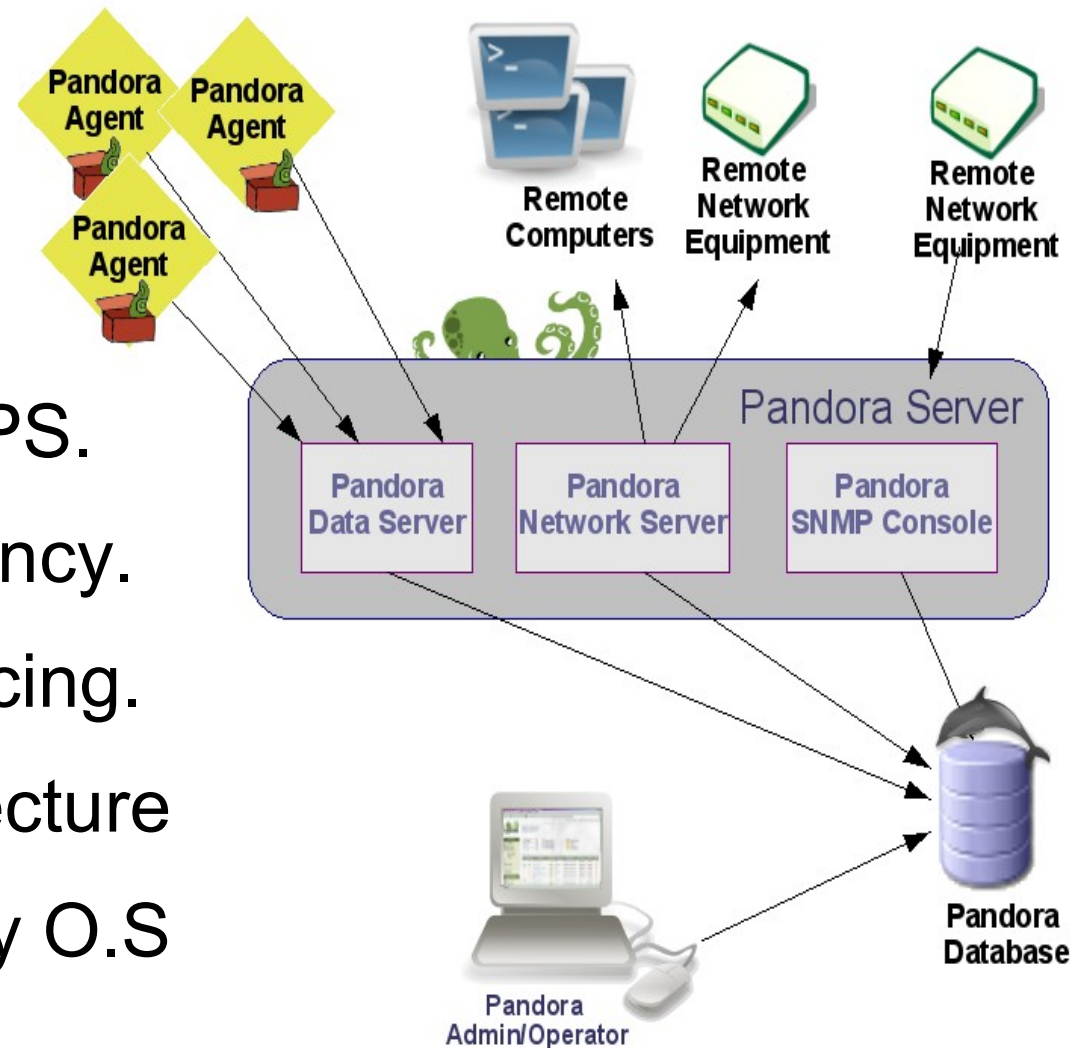 Pandora
Agent
Pandora
Agent
Pandora
Agent
Remote
Computers
Remote
Network
Equipment
Remote
Network
Equipment
Pandora Server
Pandora
Data Server
Pandora
Network Server
Pandora
SNMP Console
PS.
ncy.
cing.
ecture
y O.S
Pandora
Database
Pandora
Admin/Operator